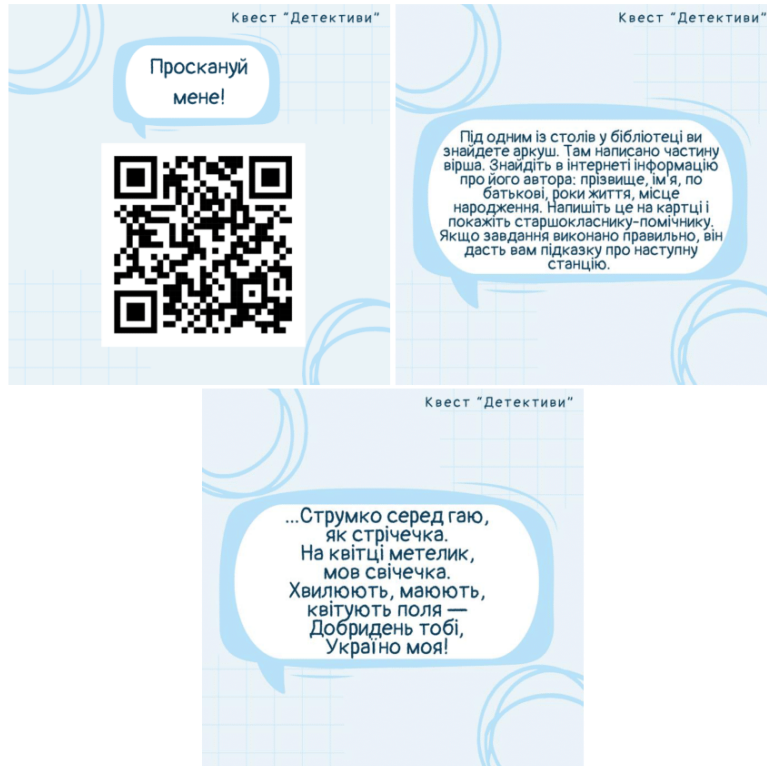 Квест "Детективи"
Проскануй
мене!
Квест "Детективи"
Під одним із столів у бібліотеці ви
знайдете аркуш. Там написано частину
вірша. Знайдіть в інтернеті інформацію
про його автора: прізвище, ім'я, по
батькові, роки життя, місце
народження. Напишіть це на картці і
покажіть старшокласнику-помічнику.
Якщо завдання виконано правильно, він
дасть вам підказку про наступну
станцію.
Квест "Детективи"
...Струмко серед гаю,
як стрічечка.
На квітці метелик,
мов свічечка.
Хвилюють, маюють,
квітують поля —
Добридень тобі,
Україно моя!